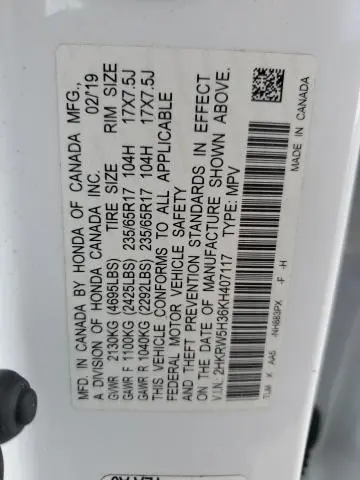 MFD. IN CANADA BY HONDA OF CANADA MFG.,
A DIVISION OF HONDA CANADA INC. 02/19
TIRE SIZE RIM SIZE
GVWR 2130KG (4695LBS)
GAWR F 1100KG (2425LBS) 235/65R17 104H 17X7.5J
GAWR R 1040KG (2292LBS) 235/65R17 104H 17X7.5J
THIS VEHICLE CONFORMS TO ALL APPLICABLE
FEDERAL MOTOR VEHICLE SAFETY
AND THEFT PREVENTION STANDARDS IN EFFECT
ON THE DATE OF MANUFACTURE SHOWN ABOVE.
V.I.N.: 2HKRW5H36KH407117 TYPE: MPV
TLM X AA5 -NH883PX -F -H
MADE IN CANADA